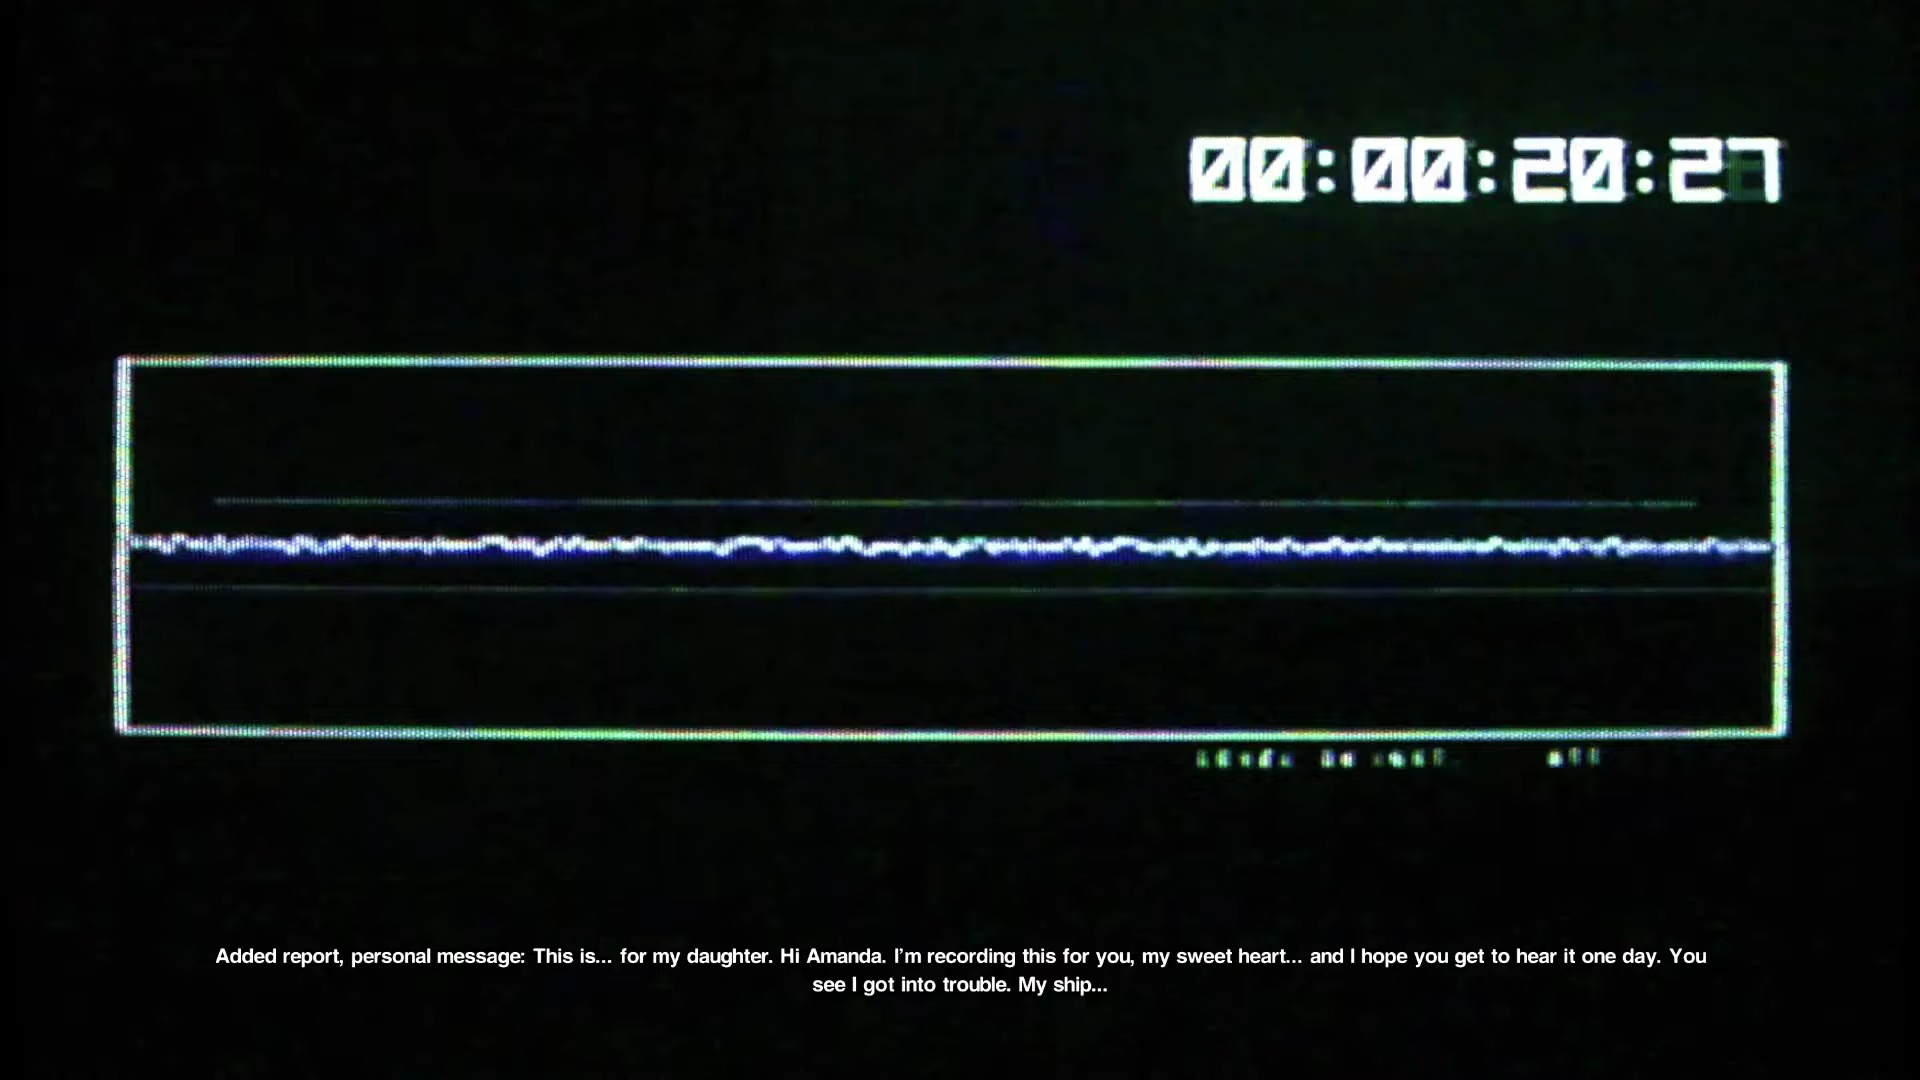 00:00:20:27
Added report, personal message: This is... for my daughter. Hi Amanda. I’m recording this for you, my sweet heart... and I hope you get to hear it one day. You
see I got into trouble. My ship...